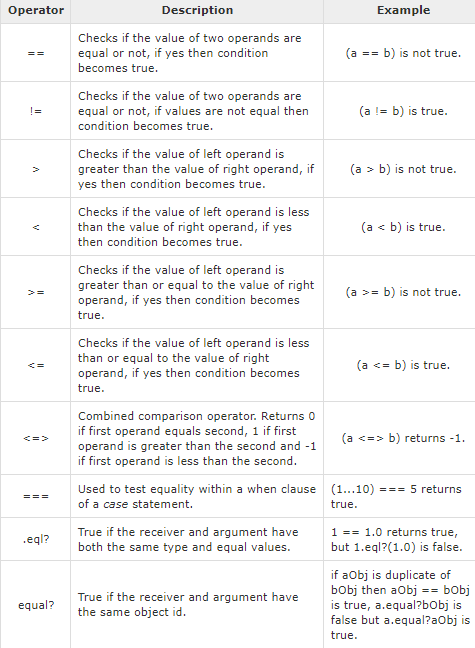 Operator Description Example
== Checks if the value of two operands are equal or not, if yes then condition becomes true. (a == b) is not true.
!= Checks if the value of two operands are equal or not, if values are not equal then condition becomes true. (a != b) is true.
> Checks if the value of left operand is greater than the value of right operand, if yes then condition becomes true. (a > b) is not true.
< Checks if the value of left operand is less than the value of right operand, if yes then condition becomes true. (a < b) is true.
>= Checks if the value of left operand is greater than or equal to the value of right operand, if yes then condition becomes true. (a >= b) is not true.
<= Checks if the value of left operand is less than or equal to the value of right operand, if yes then condition becomes true. (a <= b) is true.
<=> Combined comparison operator. Returns 0 if first operand equals second, 1 if first operand is greater than the second and -1 if first operand is less than the second. (a <=> b) returns -1.
=== Used to test equality within a when clause of a case statement. (1...10) === 5 returns true.
.eql? True if the receiver and argument have both the same type and equal values. 1 == 1.0 returns true, but 1.eql?(1.0) is false.
equal? True if the receiver and argument have the same object id. if aObj is duplicate of bObj then aObj == bObj is true, a.equal?bObj is false but a.equal?aObj is true.